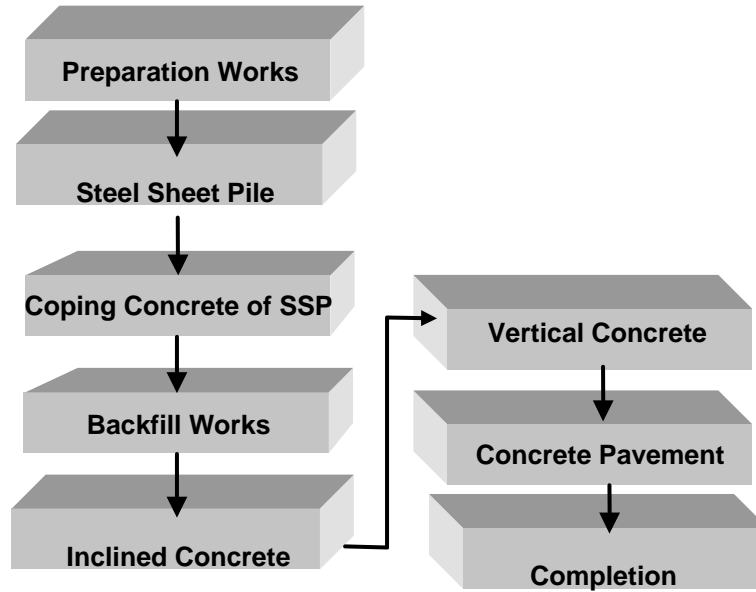 Preparation Works
Steel Sheet Pile
Coping Concrete of SSP
Backfill Works
Inclined Concrete
Vertical Concrete
Concrete Pavement
Completion